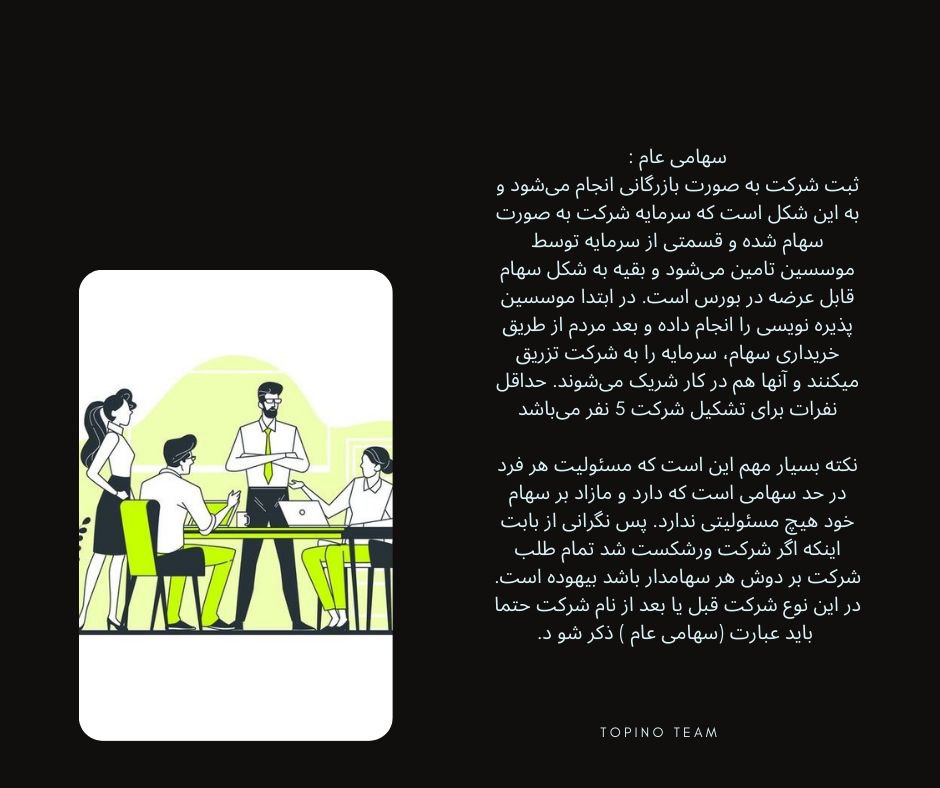 سهامی عام :
ثبت شرکت به صورت بازرگانی انجام می‌شود و
به این شکل است که سرمایه شرکت به صورت
سهام شده و قسمتی از سرمایه توسط
موسسین تامین می‌شود و بقیه به شکل سهام
قابل عرضه در بورس است. در ابتدا موسسین
پذیره نویسی را انجام داده و بعد مردم از طریق
خریداری سهام، سرمایه را به شرکت تزریق
میکنند و آنها هم در کار شریک می‌شوند. حداقل
نفرات برای تشکیل شرکت 5 نفر می‌باشد
نکته بسیار مهم این است که مسئولیت هر فرد
در حد سهامی است که دارد و مازاد بر سهام
خود هیچ مسئولیتی ندارد. پس نگرانی از بابت
اینکه اگر شرکت ورشکست شد تمام طلب
شرکت بر دوش هر سهامدار باشد بیهوده است.
در این نوع شرکت قبل یا بعد از نام شرکت حتما
باید عبارت (سهامی عام ) ذکر شو د.
TOPINO TEAM